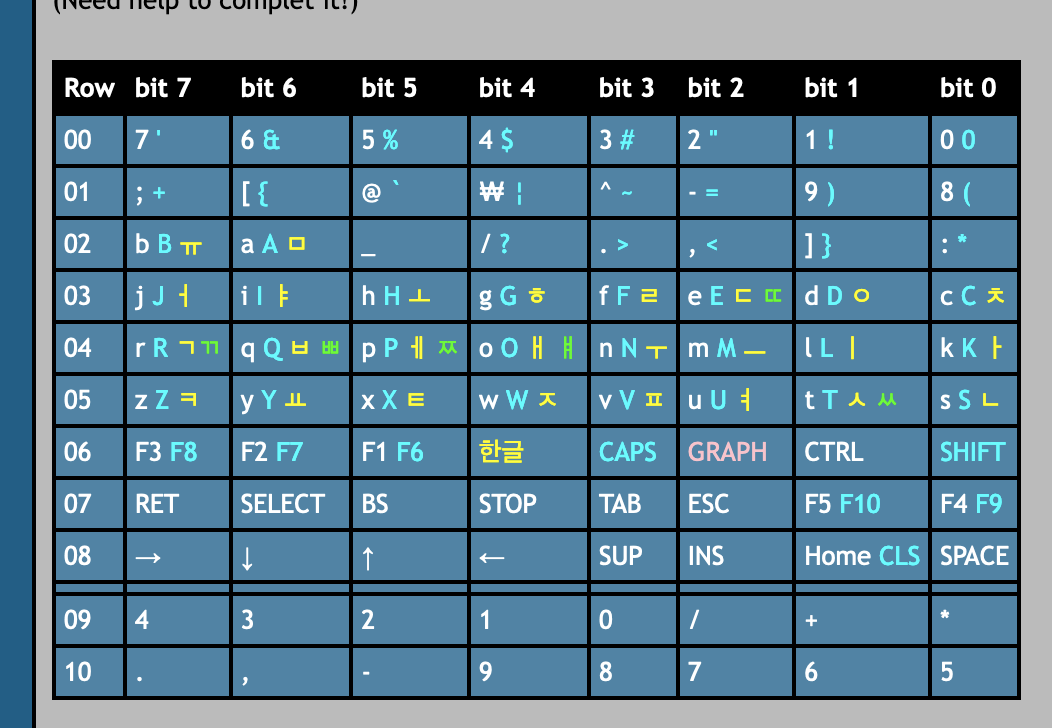 (Need help to complet it!)
Row bit 7 bit 6 bit 5 bit 4 bit 3 bit 2 bit 1 bit 0
00 7 ' 6 & 5 % 4 $ 3 # 2 " 1 ! 0 0
01 ; + [ { @ ` ₩ ¦ ^ ~ - = 9 ) 8 (
02 b B ㅠ a A ㅁ _ / ? . > , < ] } : *
03 j J ㅓ i I ㅑ h H ㅗ g G ㅎ f F ㄹ e E ㄷ ㄸ d D ㅇ c C ㅊ
04 r R ㄱ ㄲ q Q ㅂ ㅃ p P ㅔ ㅉ o O ㅐ ㅒ n N ㅜ m M ㅡ l L ㅣ k K ㅏ
05 z Z ㅋ y Y ㅛ x X ㅌ w W ㅈ v V ㅍ u U ㅕ t T ㅅ ㅆ s S ㄴ
06 F3 F8 F2 F7 F1 F6 한글 CAPS GRAPH CTRL SHIFT
07 RET SELECT BS STOP TAB ESC F5 F10 F4 F9
08 → ↓ ↑ ← SUP INS Home CLS SPACE
09 4 3 2 1 0 / + *
10 . , - 9 8 7 6 5